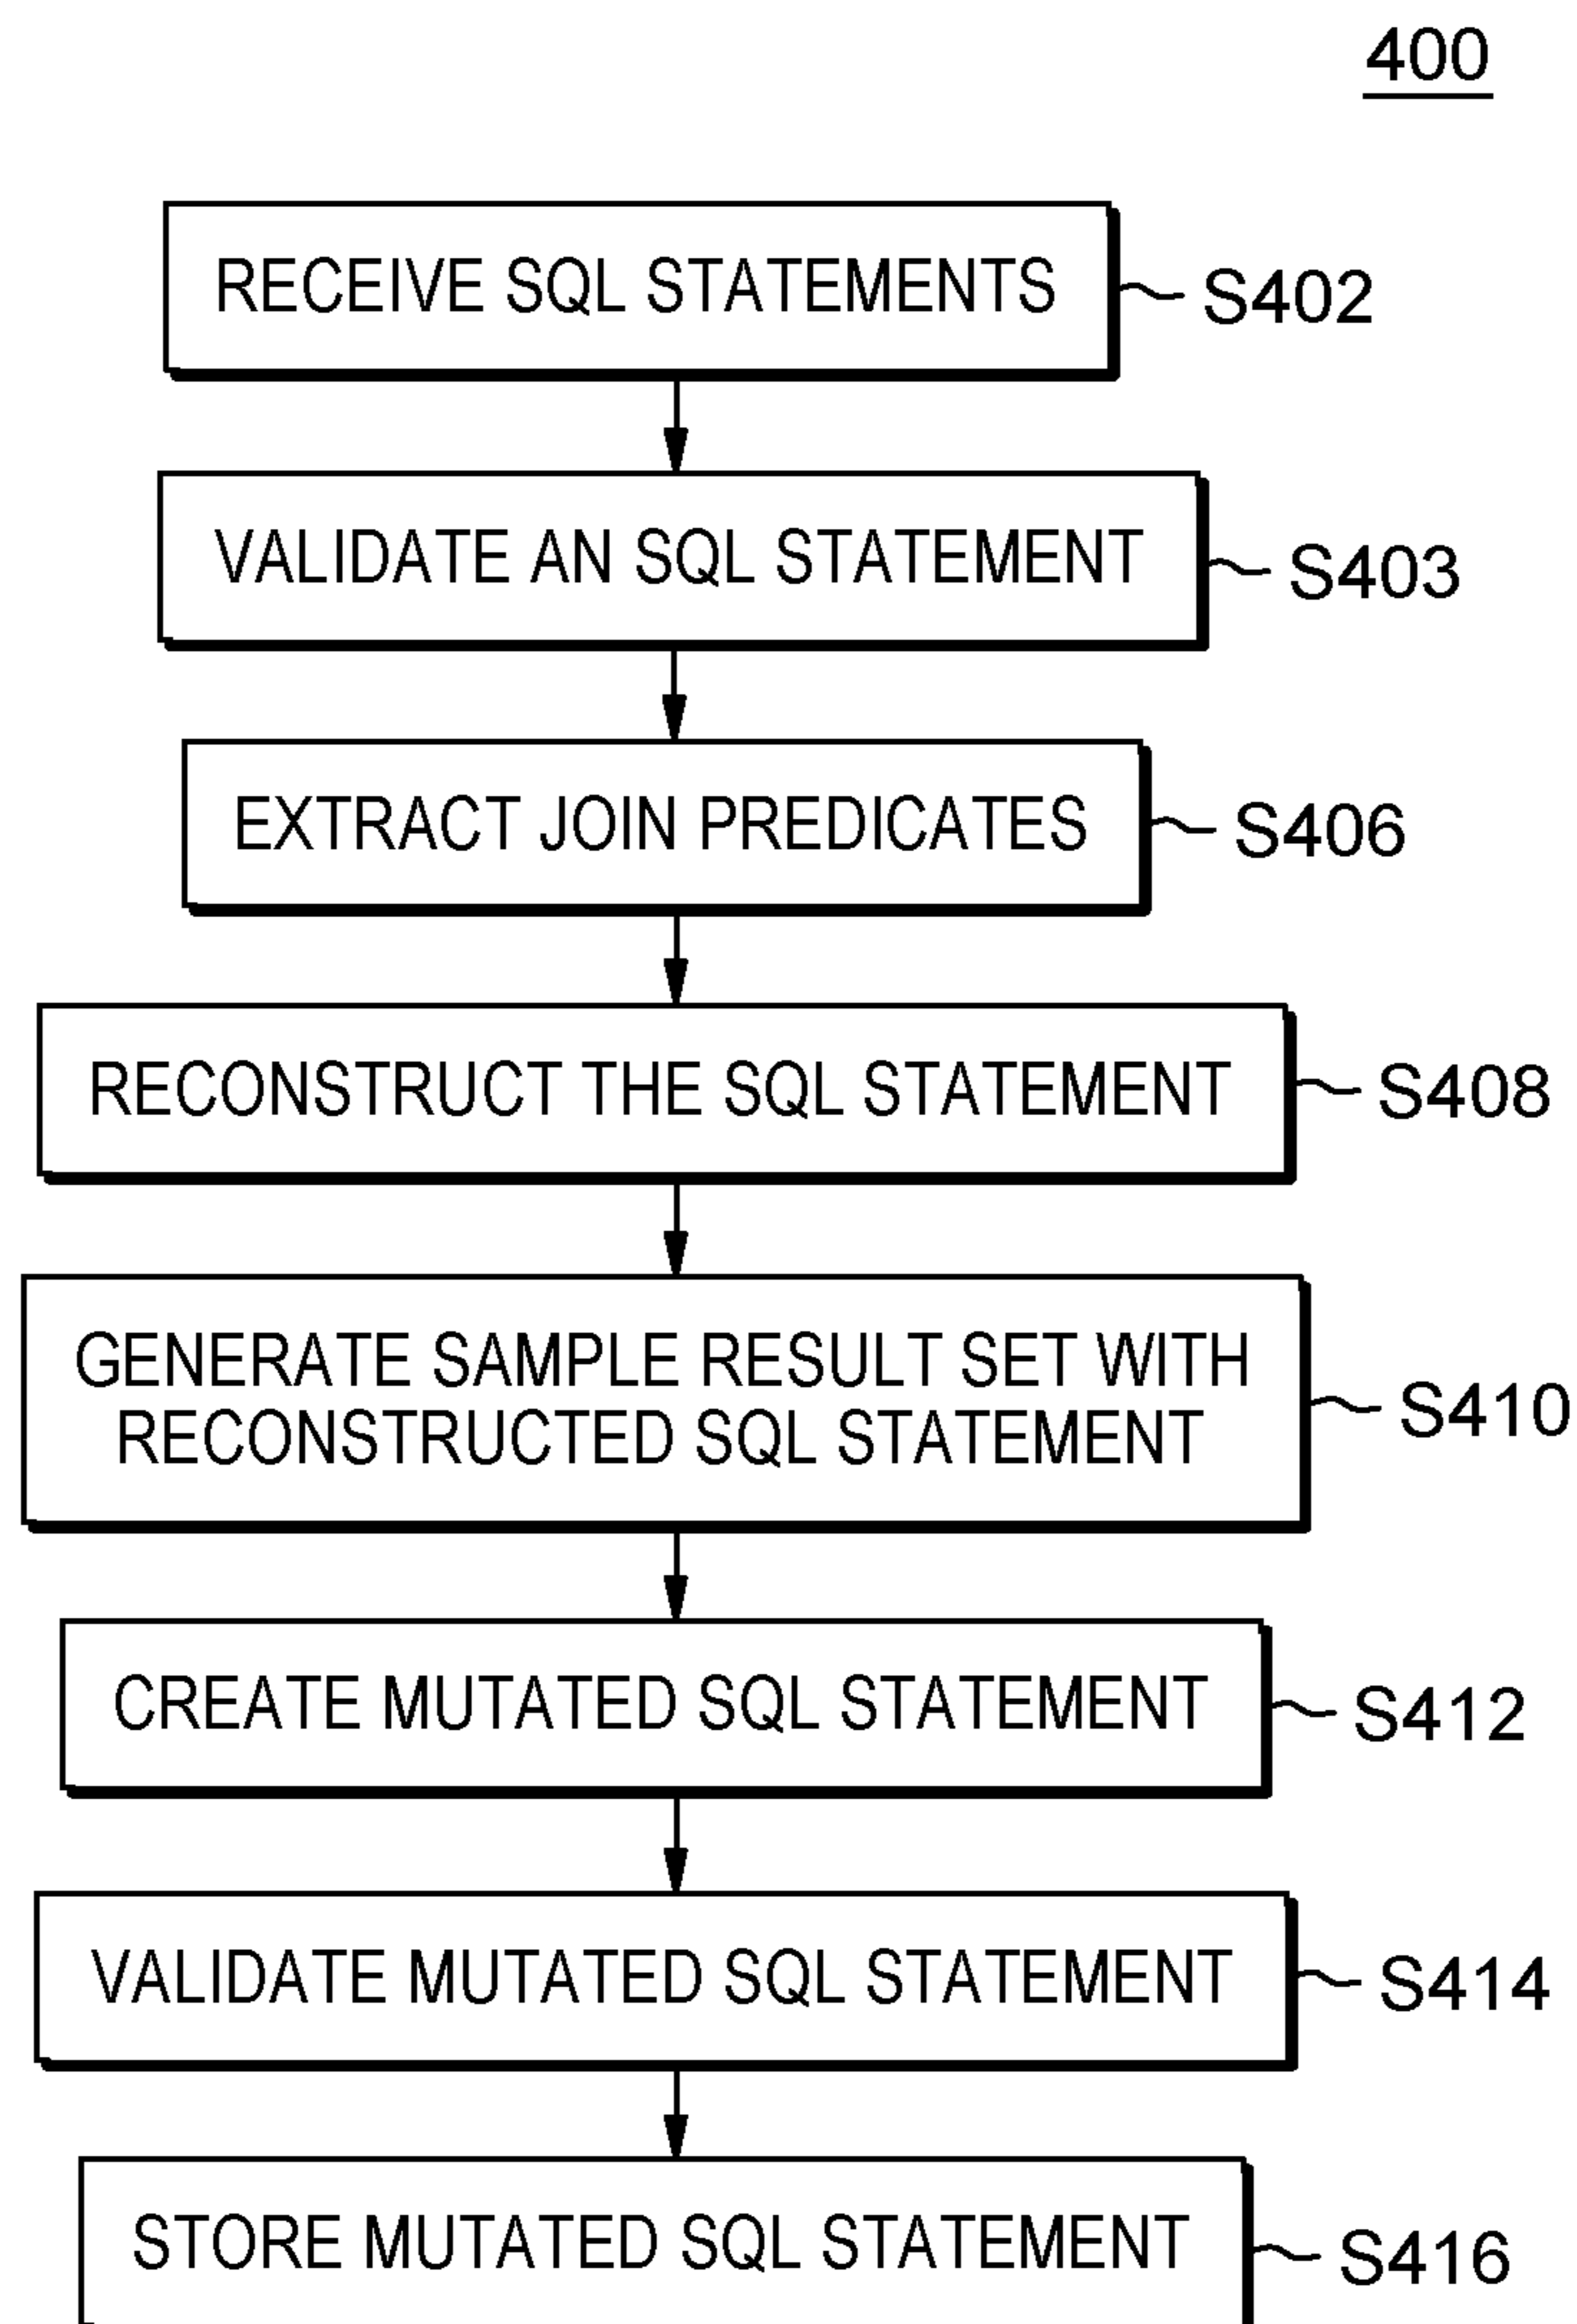 400
RECEIVE SQL STATEMENTS
S402
VALIDATE AN SQL STATEMENT
S403
EXTRACT JOIN PREDICATES
S406
RECONSTRUCT THE SQL STATEMENT
S408
GENERATE SAMPLE RESULT SET WITH
RECONSTRUCTED SQL STATEMENT
S410
CREATE MUTATED SQL STATEMENT
S412
VALIDATE MUTATED SQL STATEMENT
S414
STORE MUTATED SQL STATEMENT
S416